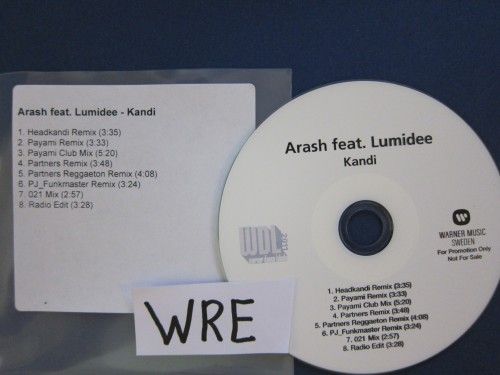 Arash feat. Lumidee - Kandi
1. Headkandi Remix (3:35)
2. Payami Remix (3:33)
3. Payami Club Mix (5:20)
4. Partners Remix (3:48)
5. Partners Reggaeton Remix (4:08)
6. PJ_Funkmaster Remix (3:24)
7. 021 Mix (2:57)
8. Radio Edit (3:28)
Arash feat. Lumidee
Kandi
WDL
WARNER MUSIC
SWEDEN
For Promotion Only
Not For Sale
1. Headkandi Remix (3:35)
2. Payami Remix (3:33)
3. Payami Club Mix (5:20)
4. Partners Remix (3:48)
5. Partners Reggaeton Remix (4:08)
6. PJ_Funkmaster Remix (3:24)
7. 021 Mix (2:57)
8. Radio Edit (3:28)
WRE